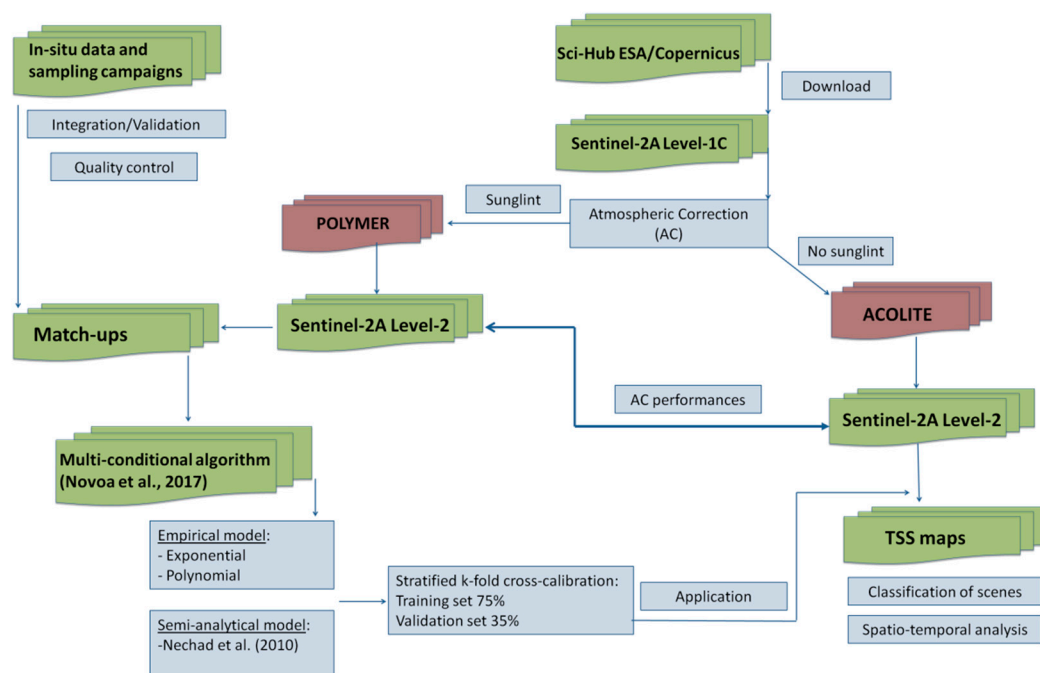 In-situ data and
sampling campaigns
Sci-Hub ESA/Copernicus
Download
Integration/Validation
Quality control
Sentinel-2A Level-1C
Sunglint
POLYMER
Atmospheric Correction
(AC)
No sunglint
ACOLITE
Match-ups
Sentinel-2A Level-2
AC performances
Sentinel-2A Level-2
Multi-conditional algorithm
(Novoa et al., 2017)
Empirical model:
- Exponential
- Polynomial
Semi-analytical model:
-Nechad et al. (2010)
Stratified k-fold cross-calibration:
Training set 75%
Validation set 35%
Application
TSS maps
Classification of scenes
Spatio-temporal analysis